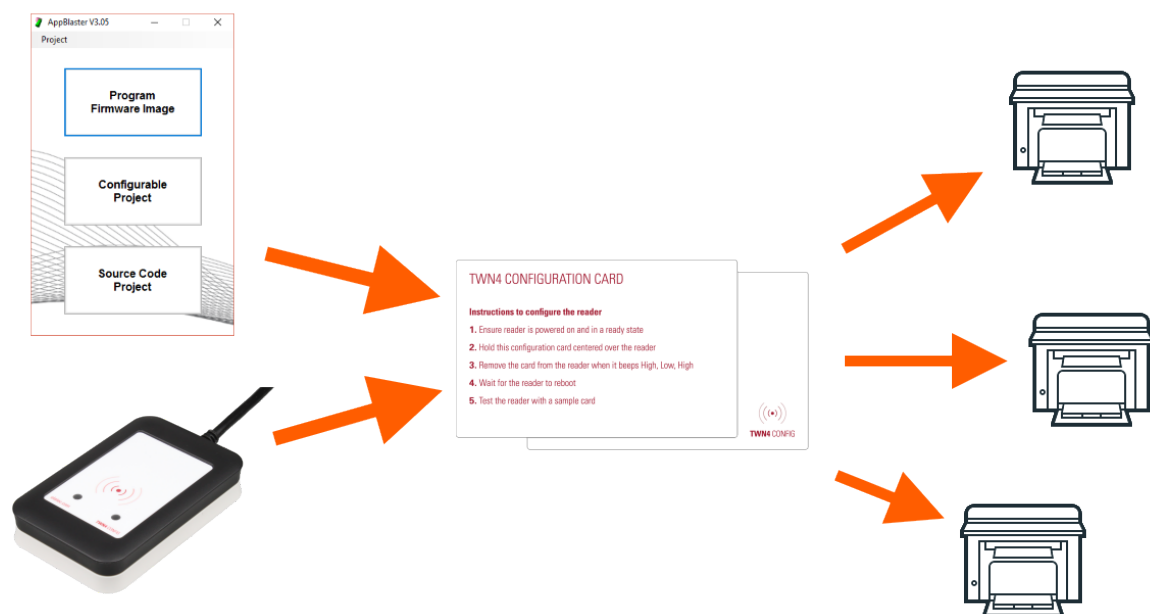 AppBlaster V3.05
Project
Program
Firmware Image
Configurable
Project
Source Code
Project
TWN4 CONFIGURATION CARD
Instructions to configure the reader
1. Ensure reader is powered on and in a ready state
2. Hold this configuration card centered over the reader
3. Remove the card from the reader when it beeps High, Low, High
4. Wait for the reader to reboot
5. Test the reader with a sample card
TWN4 CONFIG